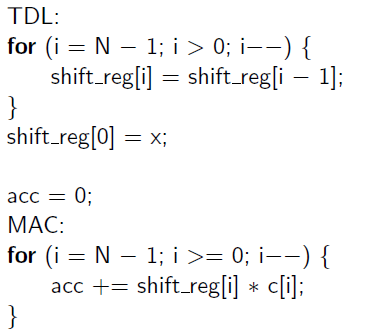 TDL:
for (i = N − 1; i > 0; i−−) {
shift_reg[i] = shift_reg[i − 1];
}
shift_reg[0] = x;
acc = 0;
MAC:
for (i = N − 1; i >= 0; i−−) {
acc += shift_reg[i] ∗ c[i];
}